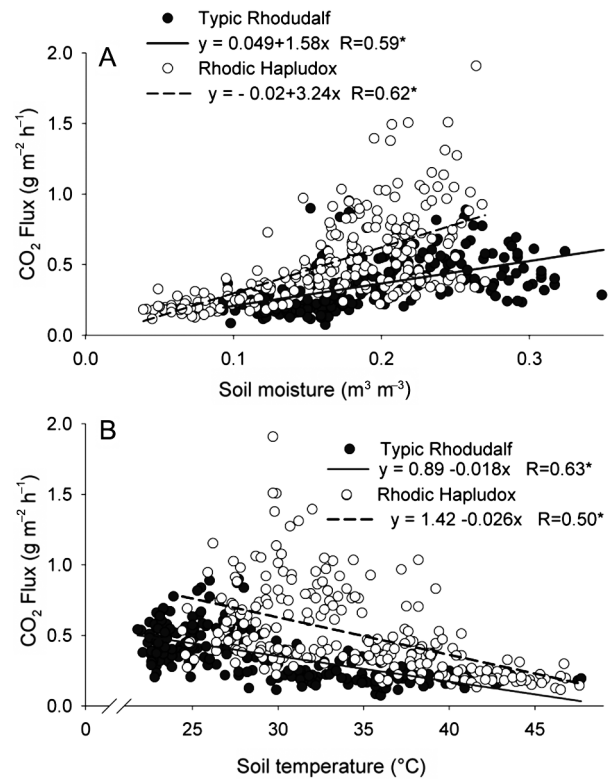 A
Typic Rhodudalf
y = 0.049+1.58x R=0.59*
Rhodic Hapludox
y = - 0.02+3.24x R=0.62*
CO₂ Flux (g m⁻² h⁻¹)
2.0
1.5
1.0
0.5
0.0
0.0 0.1 0.2 0.3
Soil moisture (m³ m⁻³)
B
Typic Rhodudalf
y = 0.89 -0.018x R=0.63*
Rhodic Hapludox
y = 1.42 -0.026x R=0.50*
CO₂ Flux (g m⁻² h⁻¹)
2.0
1.5
1.0
0.5
0.0
0 25 30 35 40 45
Soil temperature (°C)